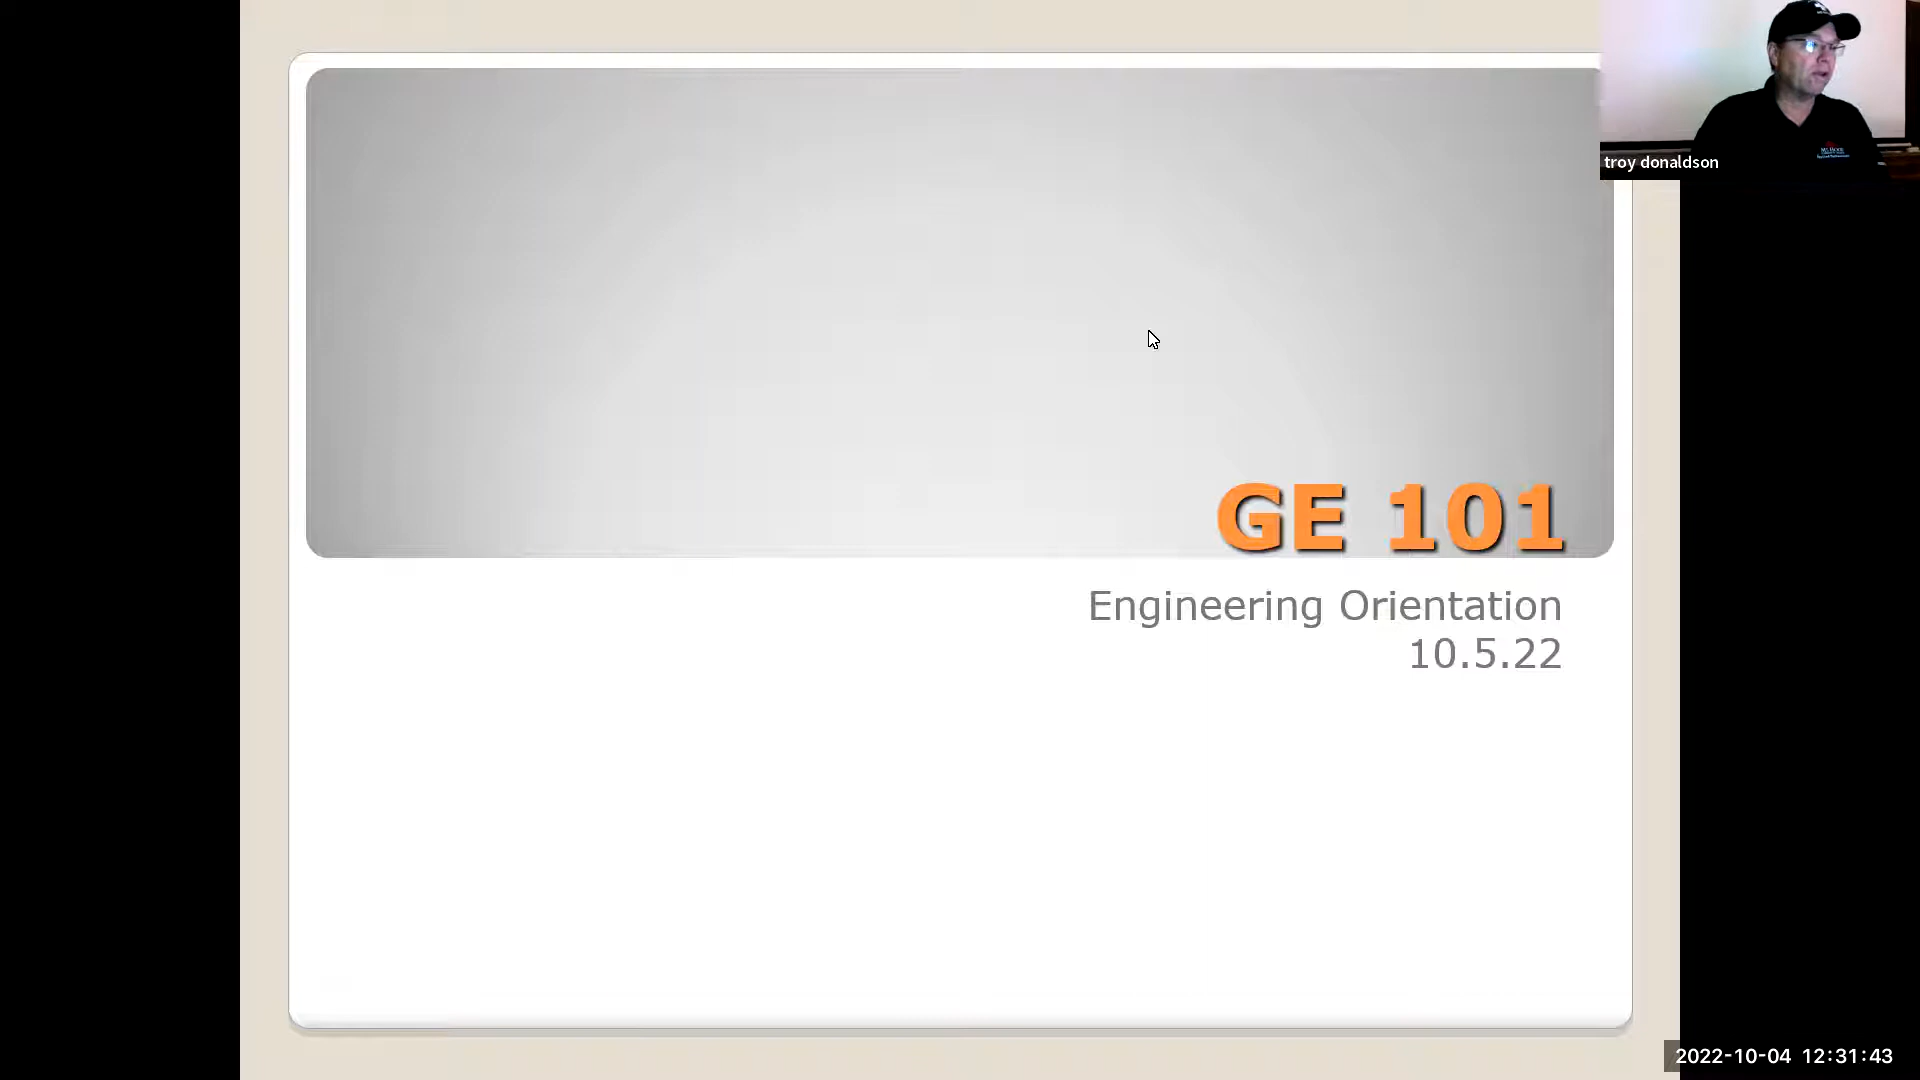 troy donaldson
GE 101
Engineering Orientation
10.5.22
2022-10-04 12:31:43